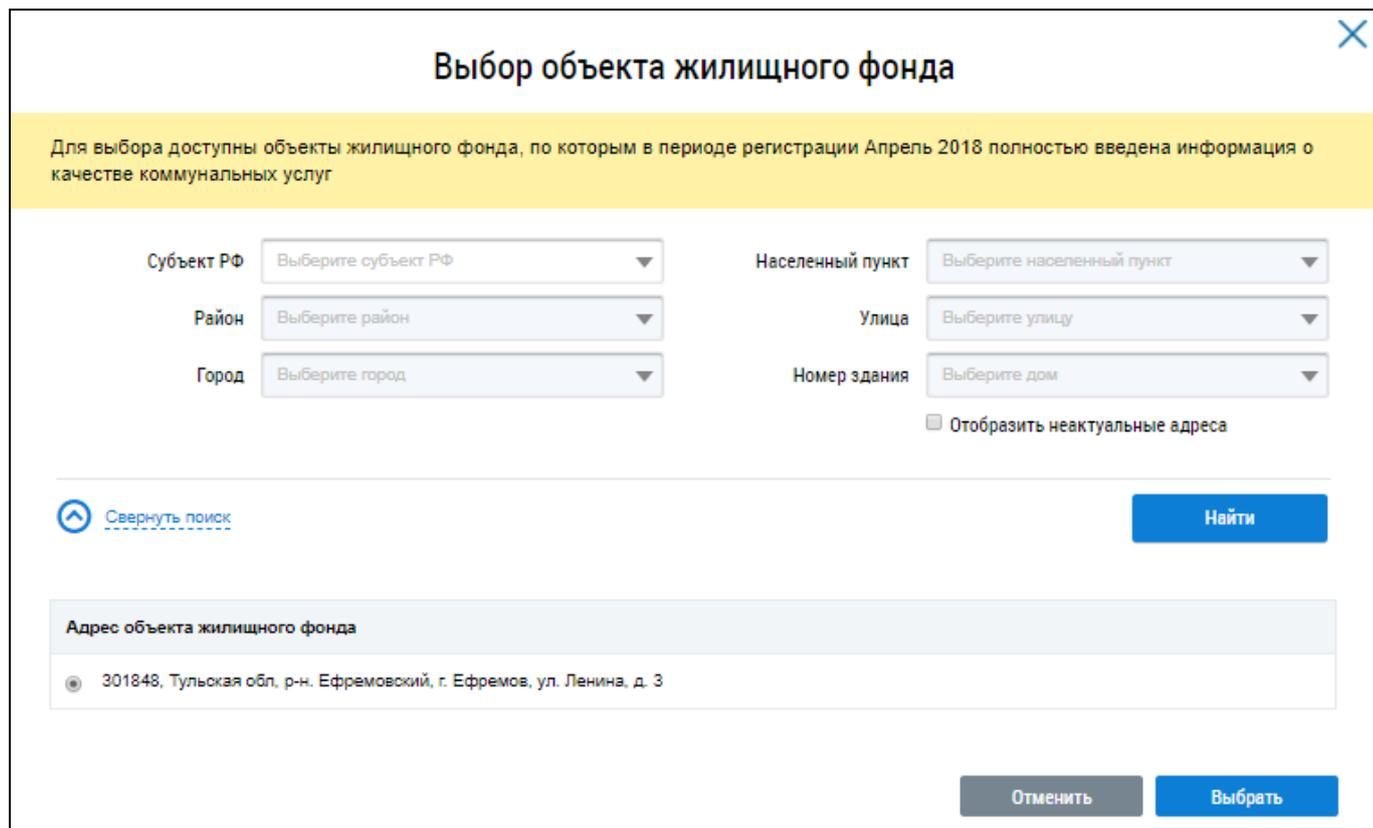 Выбор объекта жилищного фонда
Для выбора доступны объекты жилищного фонда, по которым в периоде регистрации Апрель 2018 полностью введена информация о
качестве коммунальных услуг
Субъект РФ Выберите субъект РФ Населенный пункт Выберите населенный пункт
Район Выберите район Улица Выберите улицу
Город Выберите город Номер здания Выберите дом
Отобразить неактуальные адреса
Свернуть поиск Найти
Адрес объекта жилищного фонда
301848, Тульская обл, р-н. Ефремовский, г. Ефремов, ул. Ленина, д. 3
Отменить Выбрать